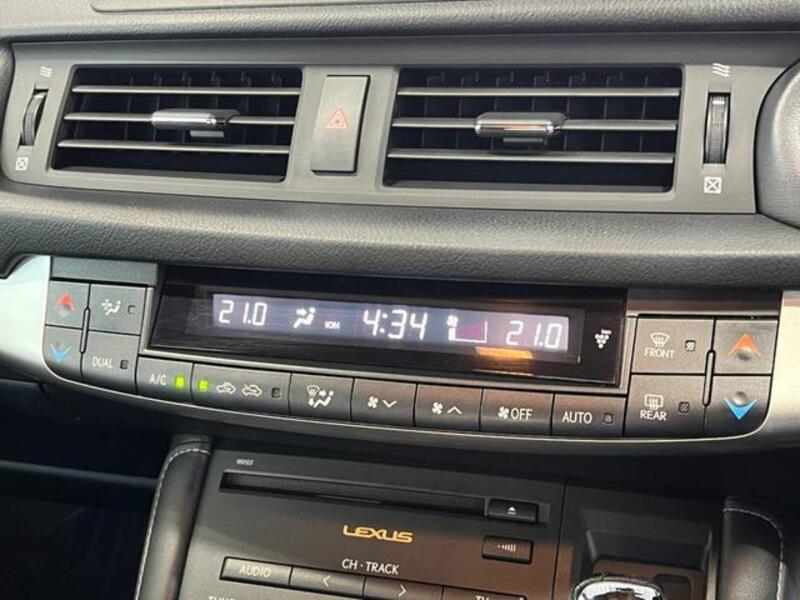 21.0 ION 4:34 21.0
DUAL
FRONT
A/C OFF AUTO REAR
LEXUS
CH · TRACK
AUDIO